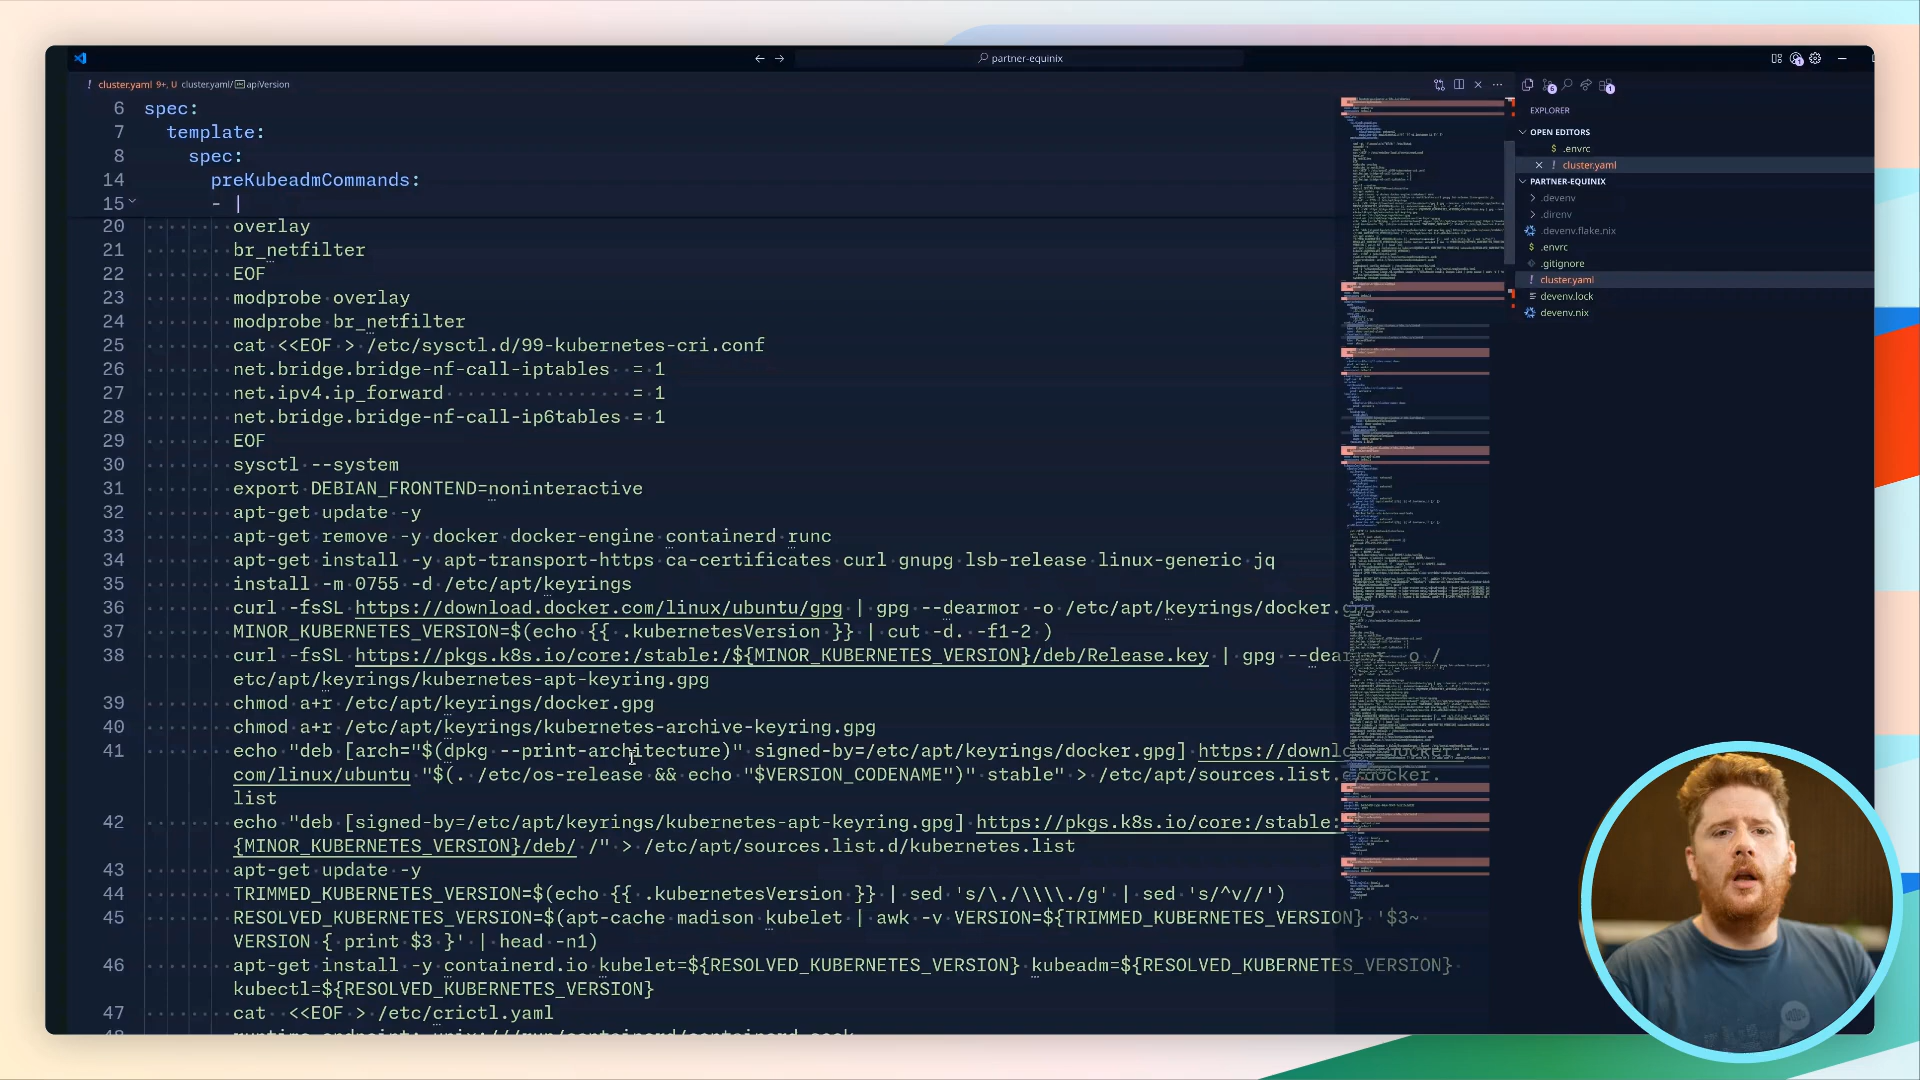 partner-equinix
cluster.yaml 9+, U cluster.yaml/ apiVersion
6 spec:
7 template:
8 spec:
14 preKubeadmCommands:
15 - |
20 overlay
21 br_netfilter
22 EOF
23 modprobe overlay
24 modprobe br_netfilter
25 cat <<EOF > /etc/sysctl.d/99-kubernetes-cri.conf
26 net.bridge.bridge-nf-call-iptables = 1
27 net.ipv4.ip_forward = 1
28 net.bridge.bridge-nf-call-ip6tables = 1
29 EOF
30 sysctl --system
31 export DEBIAN_FRONTEND=noninteractive
32 apt-get update -y
33 apt-get remove -y docker docker-engine containerd runc
34 apt-get install -y apt-transport-https ca-certificates curl gnupg lsb-release linux-generic jq
35 install -m 0755 -d /etc/apt/keyrings
36 curl -fsSL https://download.docker.com/linux/ubuntu/gpg | gpg --dearmor -o /etc/apt/keyrings/docker.gpg
37 MINOR_KUBERNETES_VERSION=$(echo {{ .kubernetesVersion }} | cut -d. -f1-2 )
38 curl -fsSL https://pkgs.k8s.io/core:/stable:/${MINOR_KUBERNETES_VERSION}/deb/Release.key | gpg --dearmor -o /
etc/apt/keyrings/kubernetes-apt-keyring.gpg
39 chmod a+r /etc/apt/keyrings/docker.gpg
40 chmod a+r /etc/apt/keyrings/kubernetes-archive-keyring.gpg
41 echo "deb [arch="$(dpkg --print-architecture)" signed-by=/etc/apt/keyrings/docker.gpg] https://download.docker.
com/linux/ubuntu "$(. /etc/os-release && echo "$VERSION_CODENAME")" stable" > /etc/apt/sources.list.d/docker.
list
42 echo "deb [signed-by=/etc/apt/keyrings/kubernetes-apt-keyring.gpg] https://pkgs.k8s.io/core:/stable:
{MINOR_KUBERNETES_VERSION}/deb/ /" > /etc/apt/sources.list.d/kubernetes.list
43 apt-get update -y
44 TRIMMED_KUBERNETES_VERSION=$(echo {{ .kubernetesVersion }} | sed 's/\./\\\\./g' | sed 's/^v//')
45 RESOLVED_KUBERNETES_VERSION=$(apt-cache madison kubelet | awk -v VERSION=${TRIMMED_KUBERNETES_VERSION} '$3~
VERSION { print $3 }' | head -n1)
46 apt-get install -y containerd.io kubelet=${RESOLVED_KUBERNETES_VERSION} kubeadm=${RESOLVED_KUBERNETES_VERSION}
kubectl=${RESOLVED_KUBERNETES_VERSION}
47 cat <<EOF > /etc/crictl.yaml
EXPLORER
OPEN EDITORS
.envrc
cluster.yaml
PARTNER-EQUINIX
.devenv
.direnv
.devenv.flake.nix
.envrc
.gitignore
cluster.yaml
devenv.lock
devenv.nix